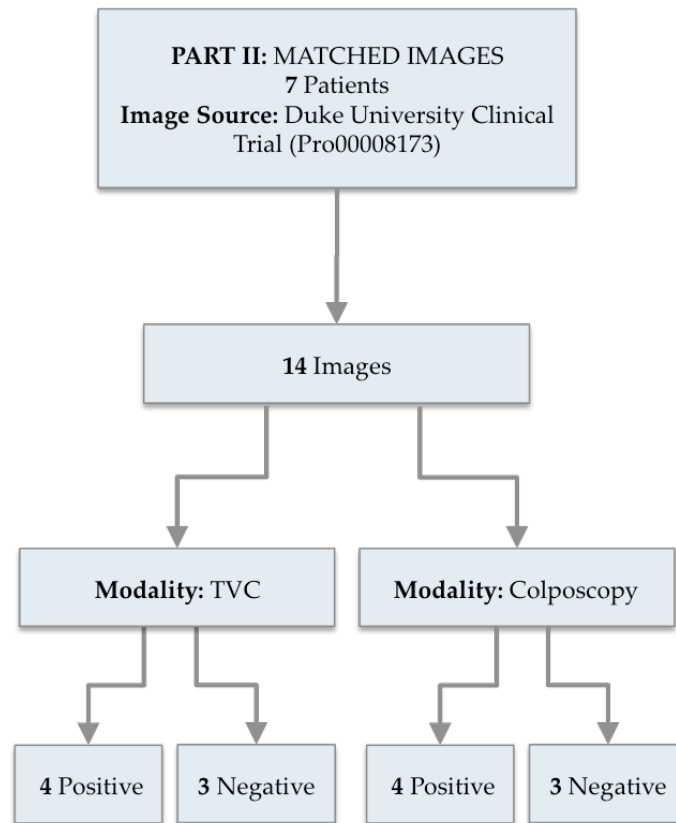 PART II: MATCHED IMAGES
7 Patients
Image Source: Duke University Clinical
Trial (Pro00008173)
14 Images
Modality: TVC
Modality: Colposcopy
4 Positive
3 Negative
4 Positive
3 Negative